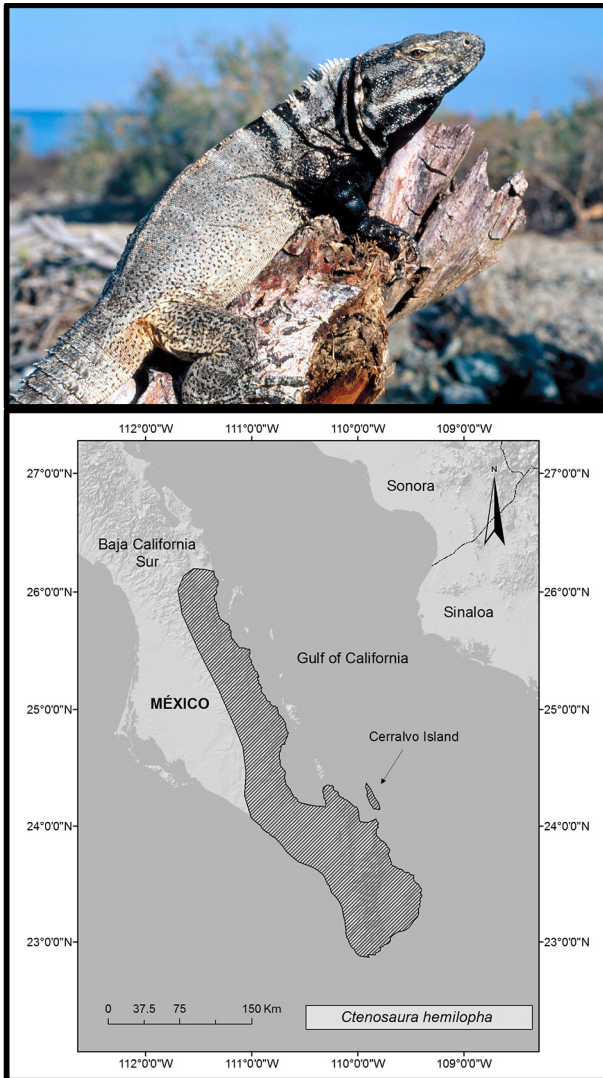 112°0'0"W 111°0'0"W 110°0'0"W 109°0'0"W
27°0'0"N 27°0'0"N
N
Sonora
Baja California
Sur
26°0'0"N 26°0'0"N
Sinaloa
Gulf of California
25°0'0"N 25°0'0"N
MÉXICO
Cerralvo Island
24°0'0"N 24°0'0"N
23°0'0"N 23°0'0"N
0 37.5 75 150 Km
Ctenosaura hemilopha
112°0'0"W 111°0'0"W 110°0'0"W 109°0'0"W